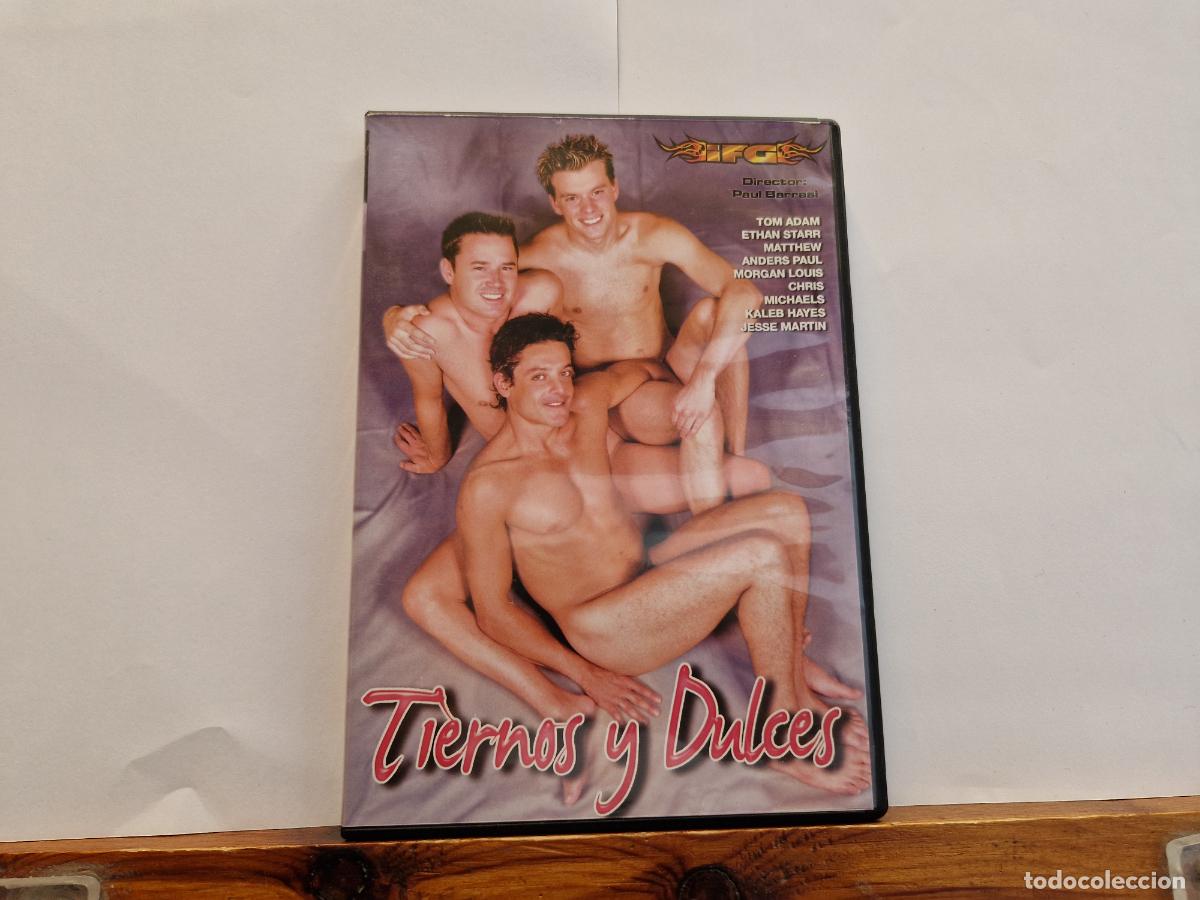 IFG
Director:
Paul Barresi
TOM ADAM
ETHAN STARR
MATTHEW
ANDERS PAUL
MORGAN LOUIS
CHRIS
MICHAELS
KALEB HAYES
JESSE MARTIN
Tiernos y Dulces
todocoleccion